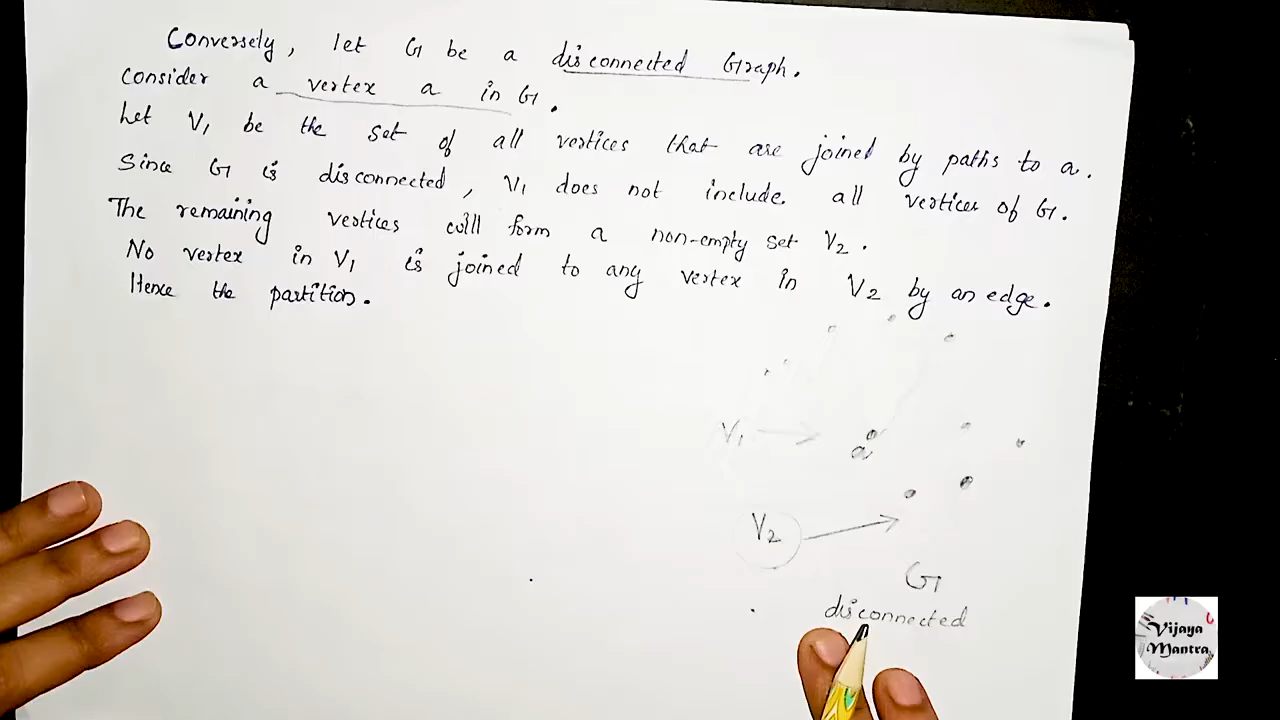 Conversely, let G be a disconnected Graph.
Consider a vertex a in G.
Let V1 be the set of all vertices that are joined by paths to a.
Since G is disconnected, V1 does not include all vertices of G.
The remaining vertices will form a non-empty set V2.
No vertex in V1 is joined to any vertex in V2 by an edge.
Hence the partition.
V1
a
V2
G
disconnected
Vijaya
Mantra